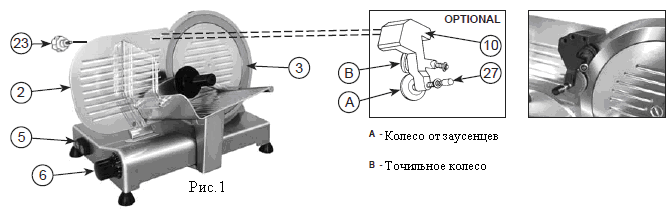 OPTIONAL
23
10
3
B
27
2
A
5
6
A - Колесо от заусенцев
B - Точильное колесо
Рис.1